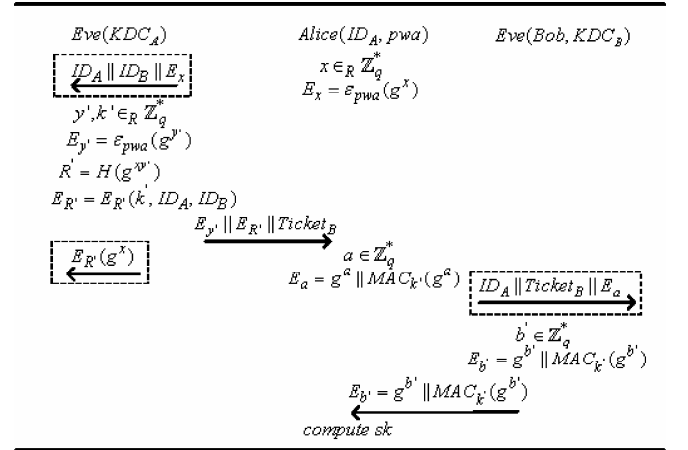 Eve(KDC_A) Alice(ID_A, pwa) Eve(Bob, KDC_B)
ID_A || ID_B || E_x
x ∈_R ℤ_q^*
E_x = ε_pwa(g^x)
y', k' ∈_R ℤ_q^*
E_y' = ε_pwa(g^y')
R' = H(g^xy')
E_R' = E_R'(k', ID_A, ID_B)
E_y' || E_R' || Ticket_B
E_R'(g^x)
a ∈ ℤ_q^*
E_a = g^a || MAC_k'(g^a)
ID_A || Ticket_B || E_a
b' ∈ ℤ_q^*
E_b' = g^b' || MAC_k'(g^b')
E_b' = g^b' || MAC_k'(g^b')
compute sk